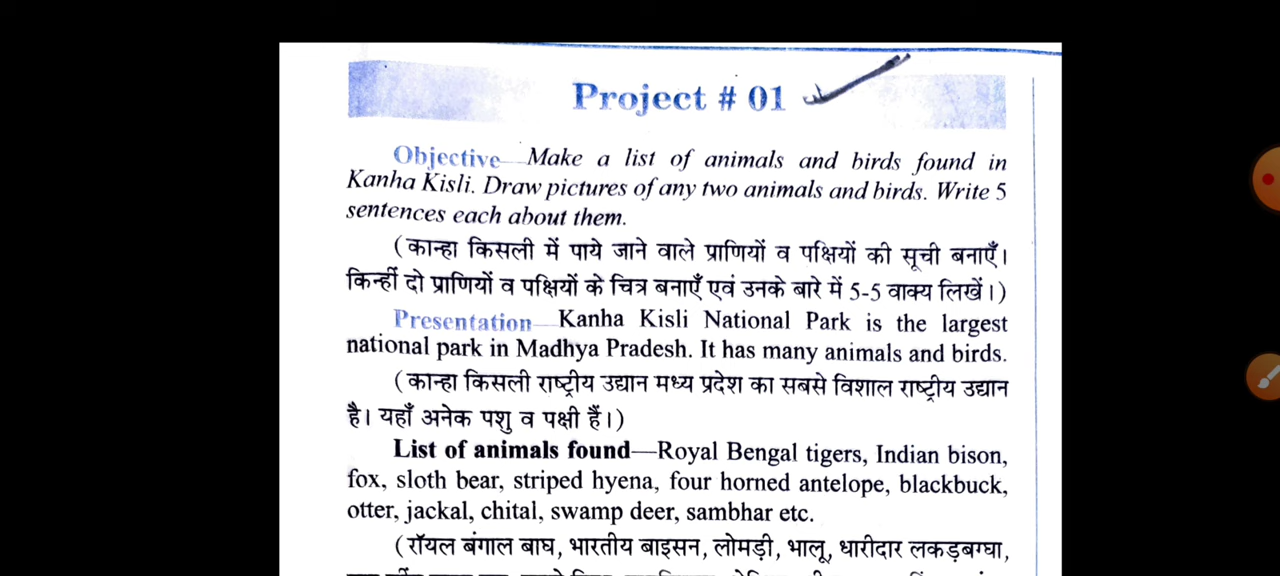 Project # 01
Objective—Make a list of animals and birds found in
Kanha Kisli. Draw pictures of any two animals and birds. Write 5
sentences each about them.
(कान्हा किसली में पाये जाने वाले प्राणियों व पक्षियों की सूची बनाएँ।
किन्हीं दो प्राणियों व पक्षियों के चित्र बनाएँ एवं उनके बारे में 5-5 वाक्य लिखें।)
Presentation—Kanha Kisli National Park is the largest
national park in Madhya Pradesh. It has many animals and birds.
(कान्हा किसली राष्ट्रीय उद्यान मध्य प्रदेश का सबसे विशाल राष्ट्रीय उद्यान
है। यहाँ अनेक पशु व पक्षी हैं।)
List of animals found—Royal Bengal tigers, Indian bison,
fox, sloth bear, striped hyena, four horned antelope, blackbuck,
otter, jackal, chital, swamp deer, sambhar etc.
(रॉयल बंगाल बाघ, भारतीय बाइसन, लोमड़ी, भालू, धारीदार लकड़बग्घा,